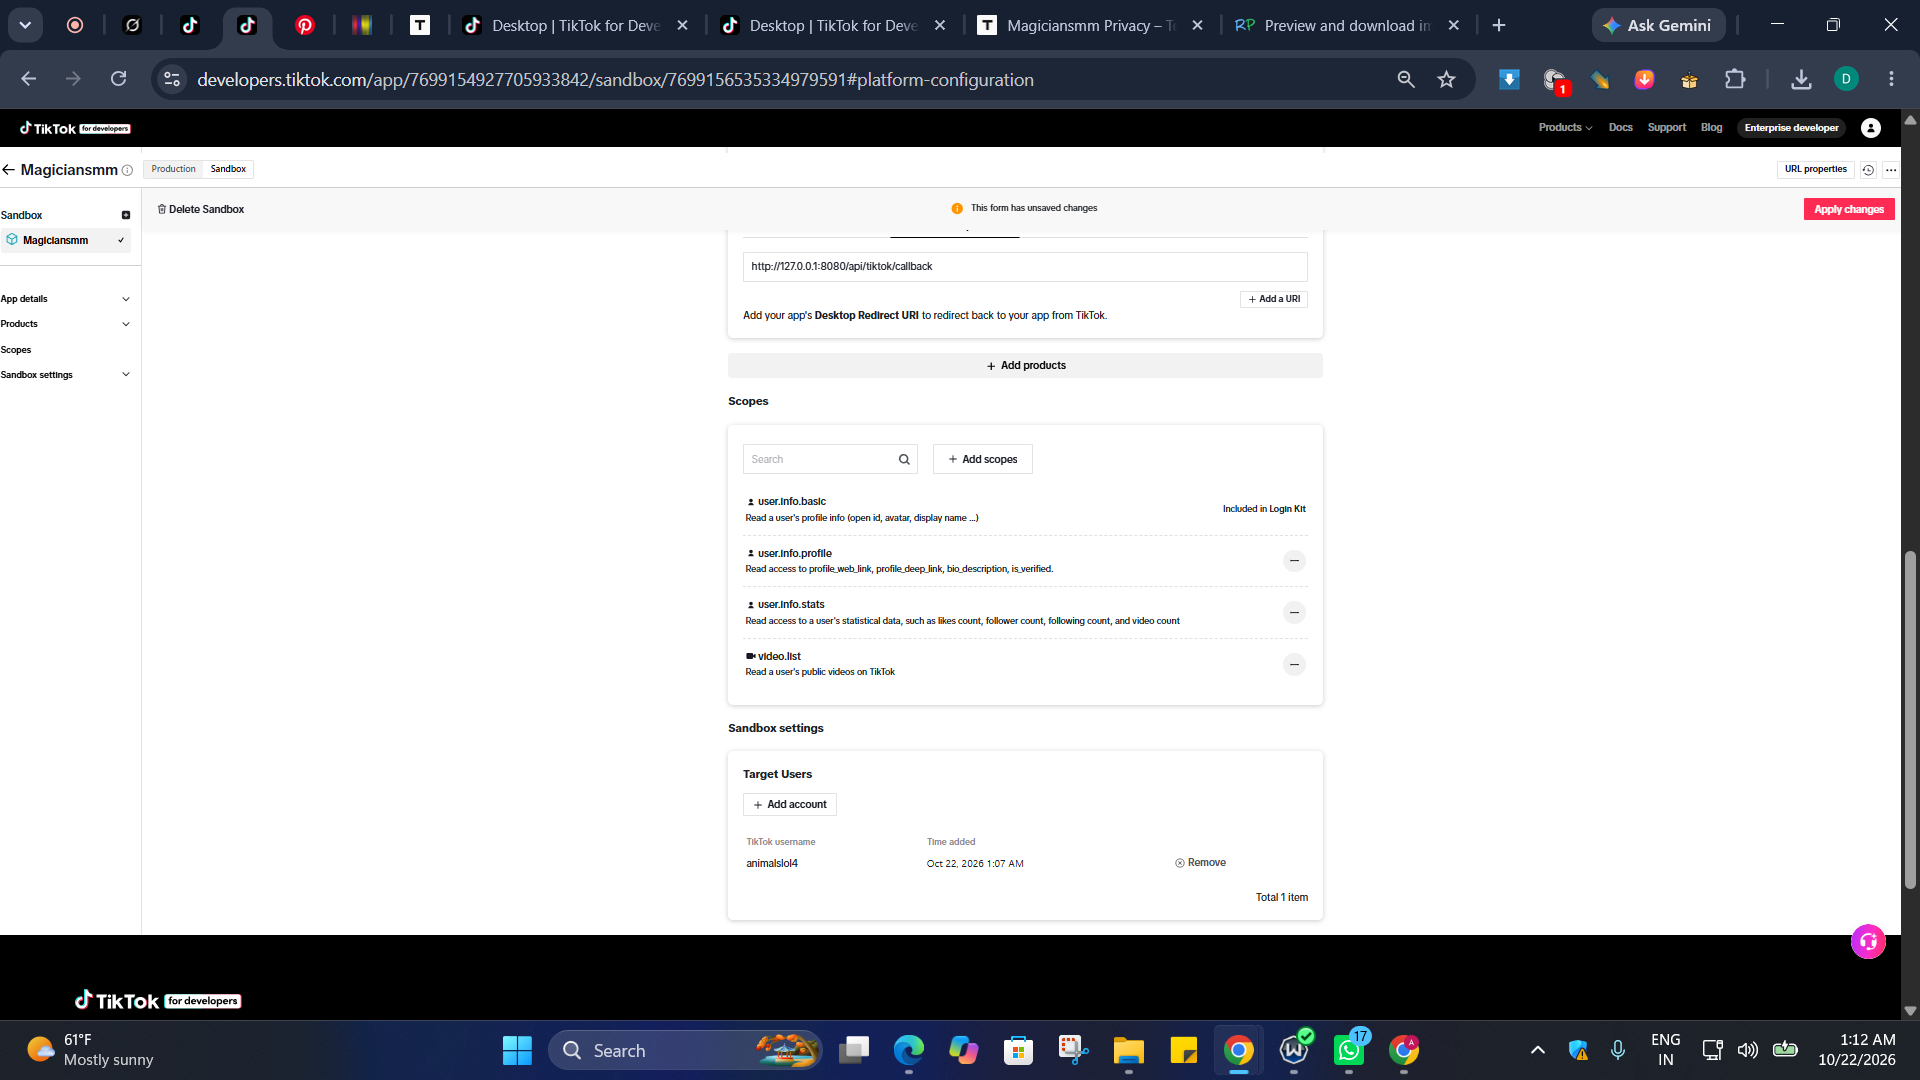 Desktop | TikTok for Deve
Desktop | TikTok for Deve
Magiciansmm Privacy – Te
Preview and download im
Ask Gemini
developers.tiktok.com/app/7699154927705933842/sandbox/7699156535334979591#platform-configuration
1
D
TikTok for developers
Products
Docs
Support
Blog
Enterprise developer
Magiciansmm
Production
Sandbox
URL properties
Sandbox
Magiciansmm
Delete Sandbox
This form has unsaved changes
Apply changes
App details
Products
Scopes
Sandbox settings
http://127.0.0.1:8080/api/tiktok/callback
+ Add a URI
Add your app's Desktop Redirect URI to redirect back to your app from TikTok.
+ Add products
Scopes
Search
+ Add scopes
user.info.basic
Read a user's profile info (open id, avatar, display name ...)
Included in Login Kit
user.info.profile
Read access to profile_web_link, profile_deep_link, bio_description, is_verified.
user.info.stats
Read access to a user's statistical data, such as likes count, follower count, following count, and video count
video.list
Read a user's public videos on TikTok
Sandbox settings
Target Users
+ Add account
TikTok username
Time added
animalslol4
Oct 22, 2026 1:07 AM
Remove
Total 1 item
TikTok for developers
61°F
Mostly sunny
Search
17
A
ENG
IN
1:12 AM
10/22/2026